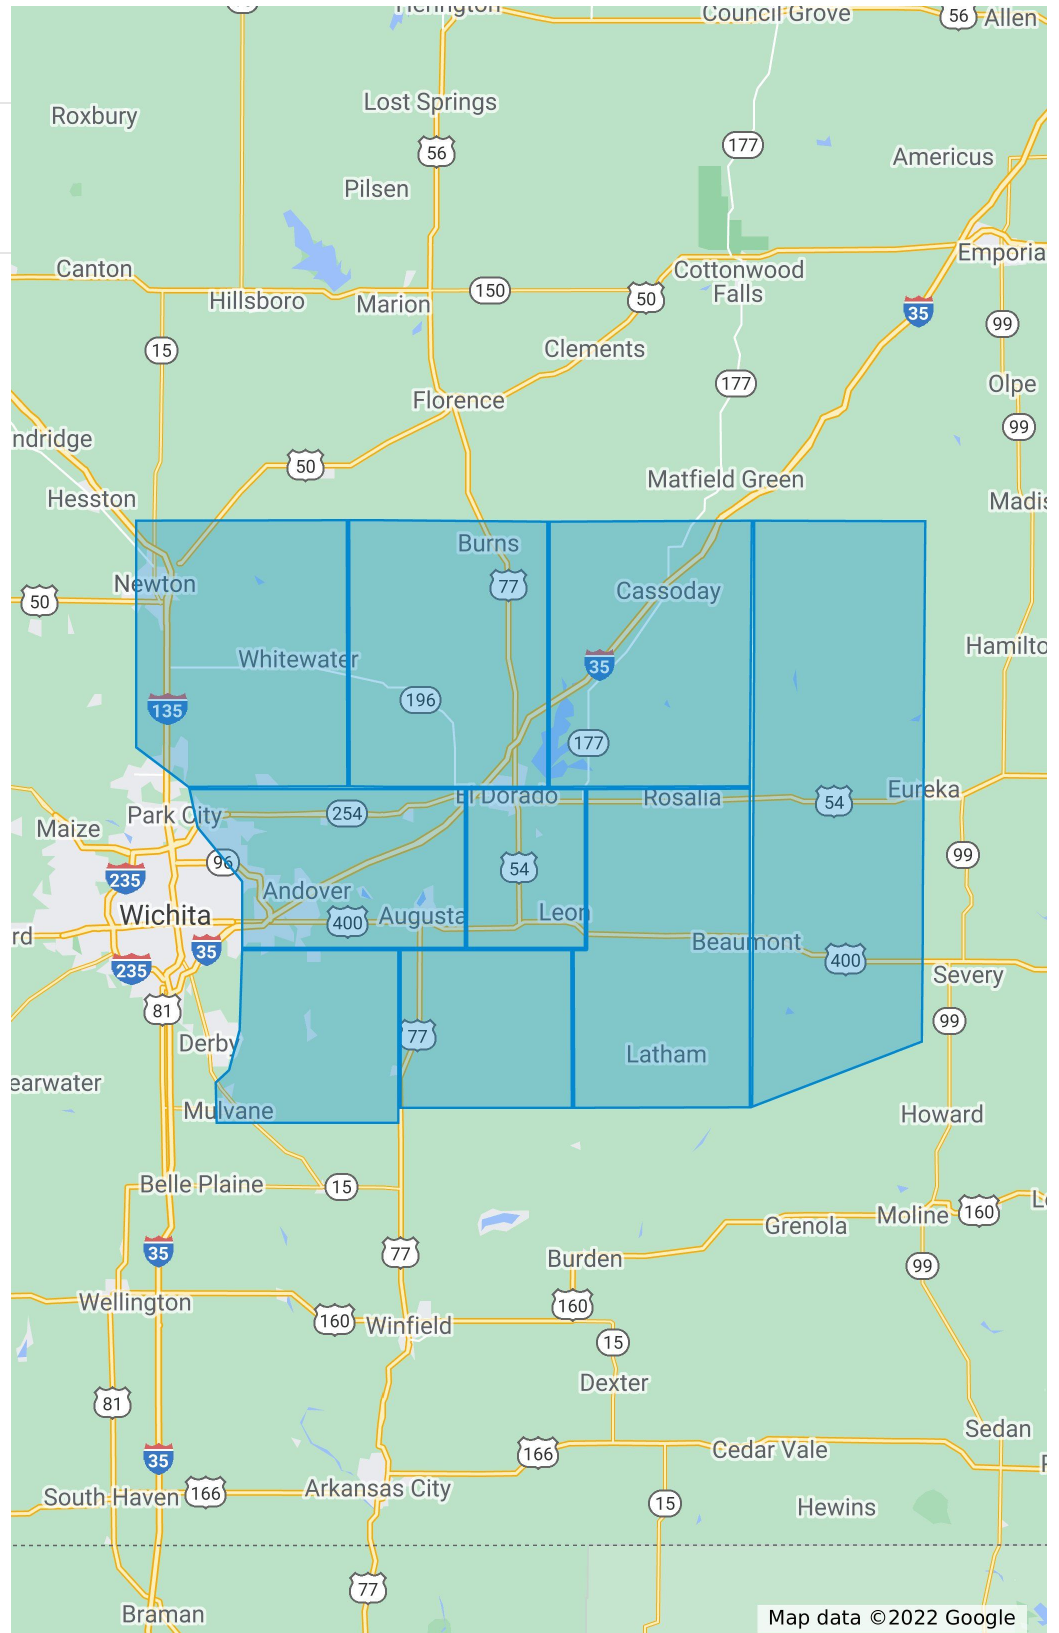 Herington
Council Grove
56
Allen
Lost Springs
Roxbury
56
177
Americus
Pilsen
Canton
Emporia
Cottonwood
Falls
Hillsboro
Marion
150
50
35
99
15
Clements
177
Olpe
Florence
99
ndridge
50
Matfield Green
Hesston
Madis
Burns
Newton
77
Cassoday
50
Hamilto
Whitewater
35
196
135
177
El Dorado
Rosalia
54
Eureka
Park City
254
Maize
96
54
99
235
Andover
Wichita
400
Augusta
Leon
rd
35
Beaumont
400
235
Severy
81
99
Derby
77
Latham
earwater
Mulvane
Howard
Belle Plaine
15
Moline
160
Grenola
35
77
Burden
99
Wellington
160
160
Winfield
15
Dexter
81
Sedan
166
Cedar Vale
35
South Haven
166
Arkansas City
15
Hewins
77
Braman
Map data ©2022 Google